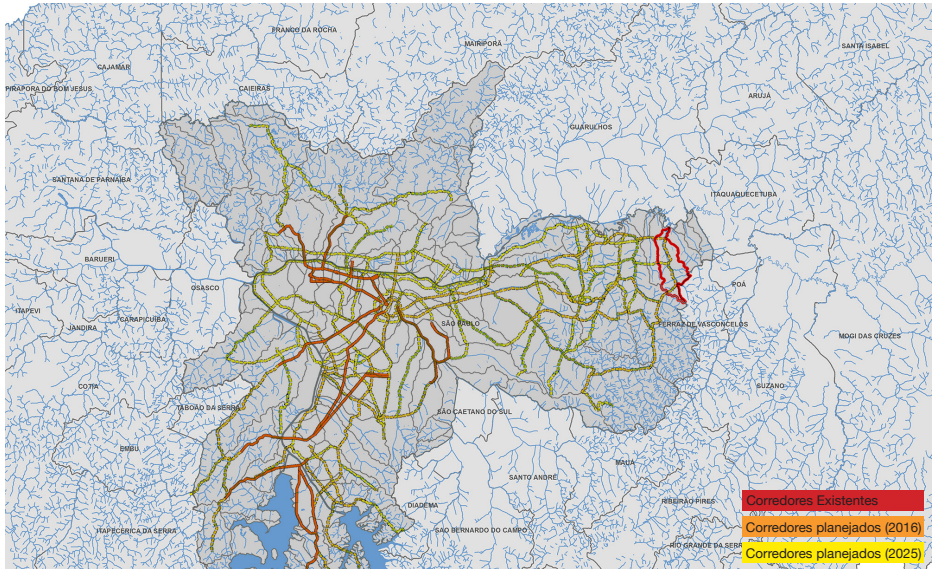 FRANCO DA ROCHA
MAIRIPORÃ
SANTA ISABEL
CAJAMAR
PIRAPORA DO BOM JESUS
CAIEIRAS
ARUJÁ
GUARULHOS
SANTANA DE PARNAÍBA
ITAQUAQUECETUBA
BARUERI
OSASCO
POÁ
ITAPEVI
CARAPICUÍBA
JANDIRA
SÃO PAULO
FERRAZ DE VASCONCELOS
MOGI DAS CRUZES
COTIA
SUZANO
TABOÃO DA SERRA
SÃO CAETANO DO SUL
EMBU
MAUÁ
SANTO ANDRÉ
DIADEMA
RIBEIRÃO PIRES
ITAPECERICA DA SERRA
SÃO BERNARDO DO CAMPO
RIO GRANDE DA SERR
Corredores Existentes
Corredores planejados (2016)
Corredores planejados (2025)